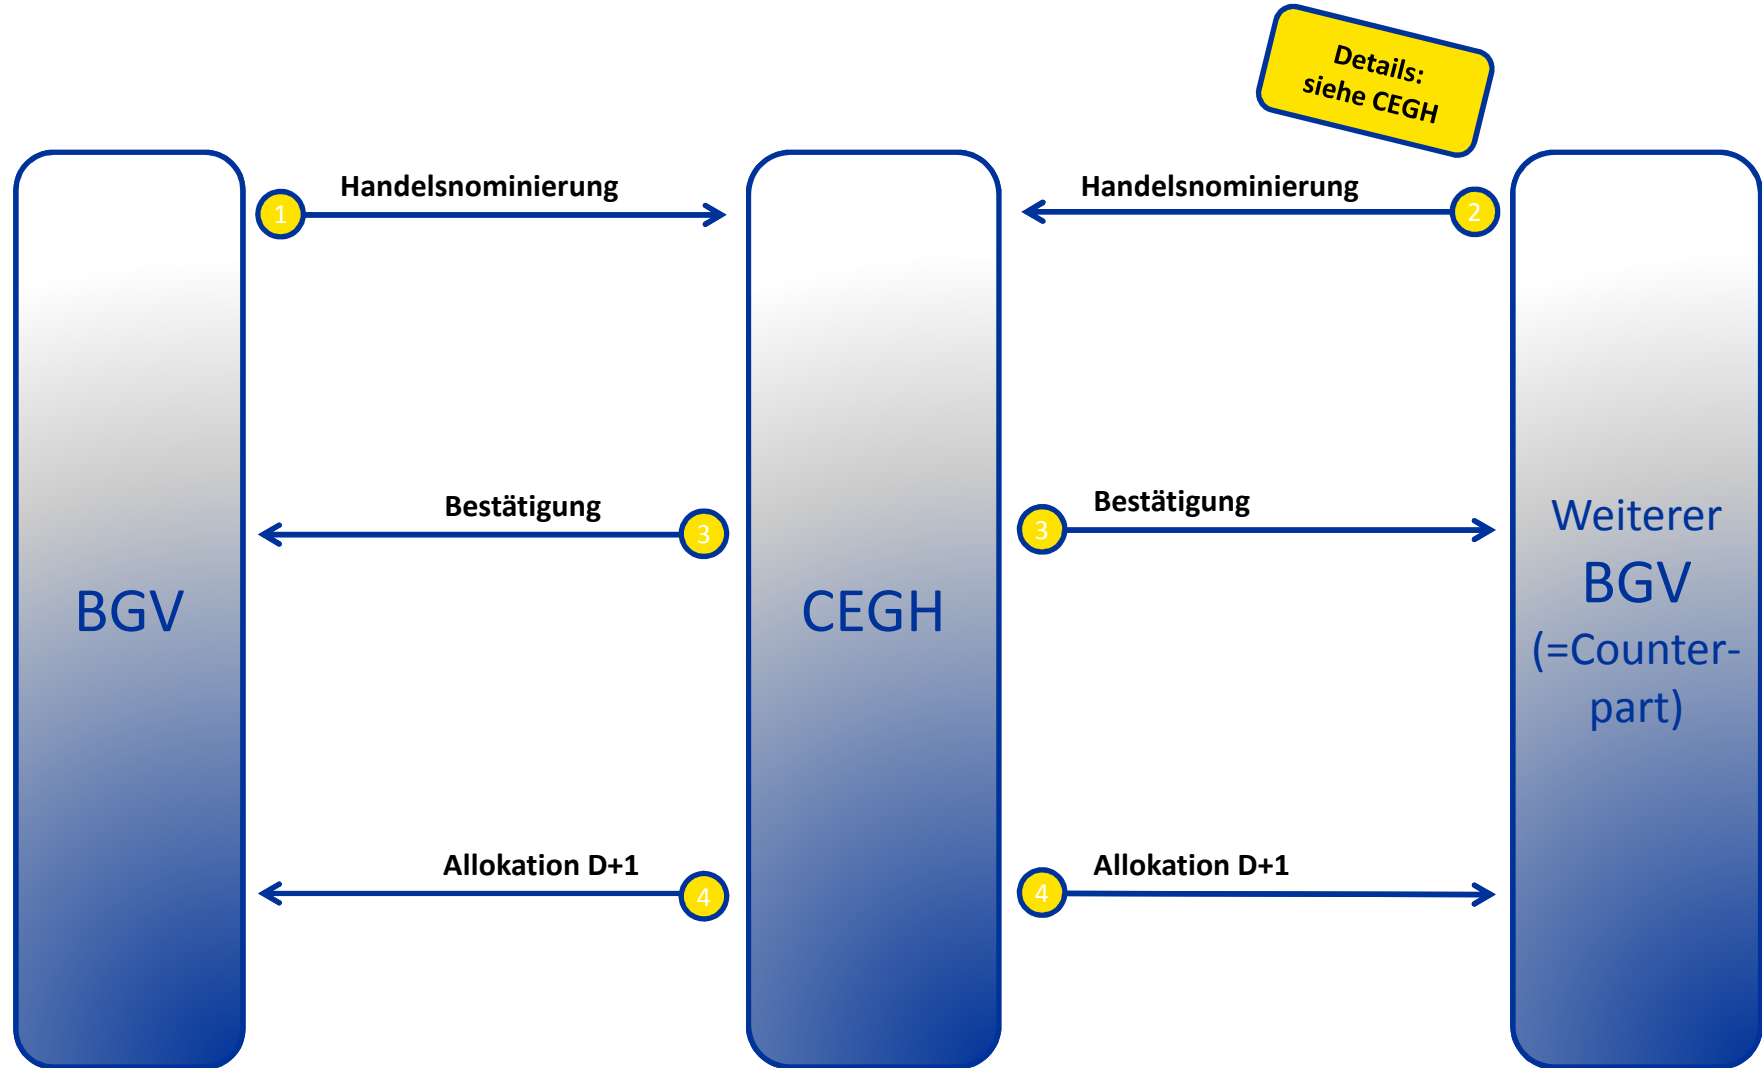 Details:
siehe CEGH
Handelsnominierung
Handelsnominierung
1
2
Bestätigung
Bestätigung
3
3
BGV
CEGH
Weiterer
BGV
(=Counter-
part)
Allokation D+1
Allokation D+1
4
4